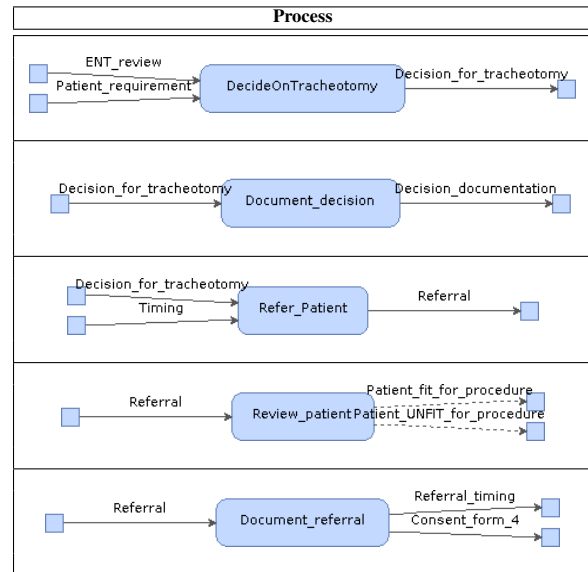 Process
ENT_review
Patient_requirement
DecideOnTracheotomy
Decision_for_tracheotomy
Decision_for_tracheotomy
Document_decision
Decision_documentation
Decision_for_tracheotomy
Timing
Refer_Patient
Referral
Referral
Review_patient
Patient_fit_for_procedure
Patient_UNFIT_for_procedure
Referral
Document_referral
Referral_timing
Consent_form_4